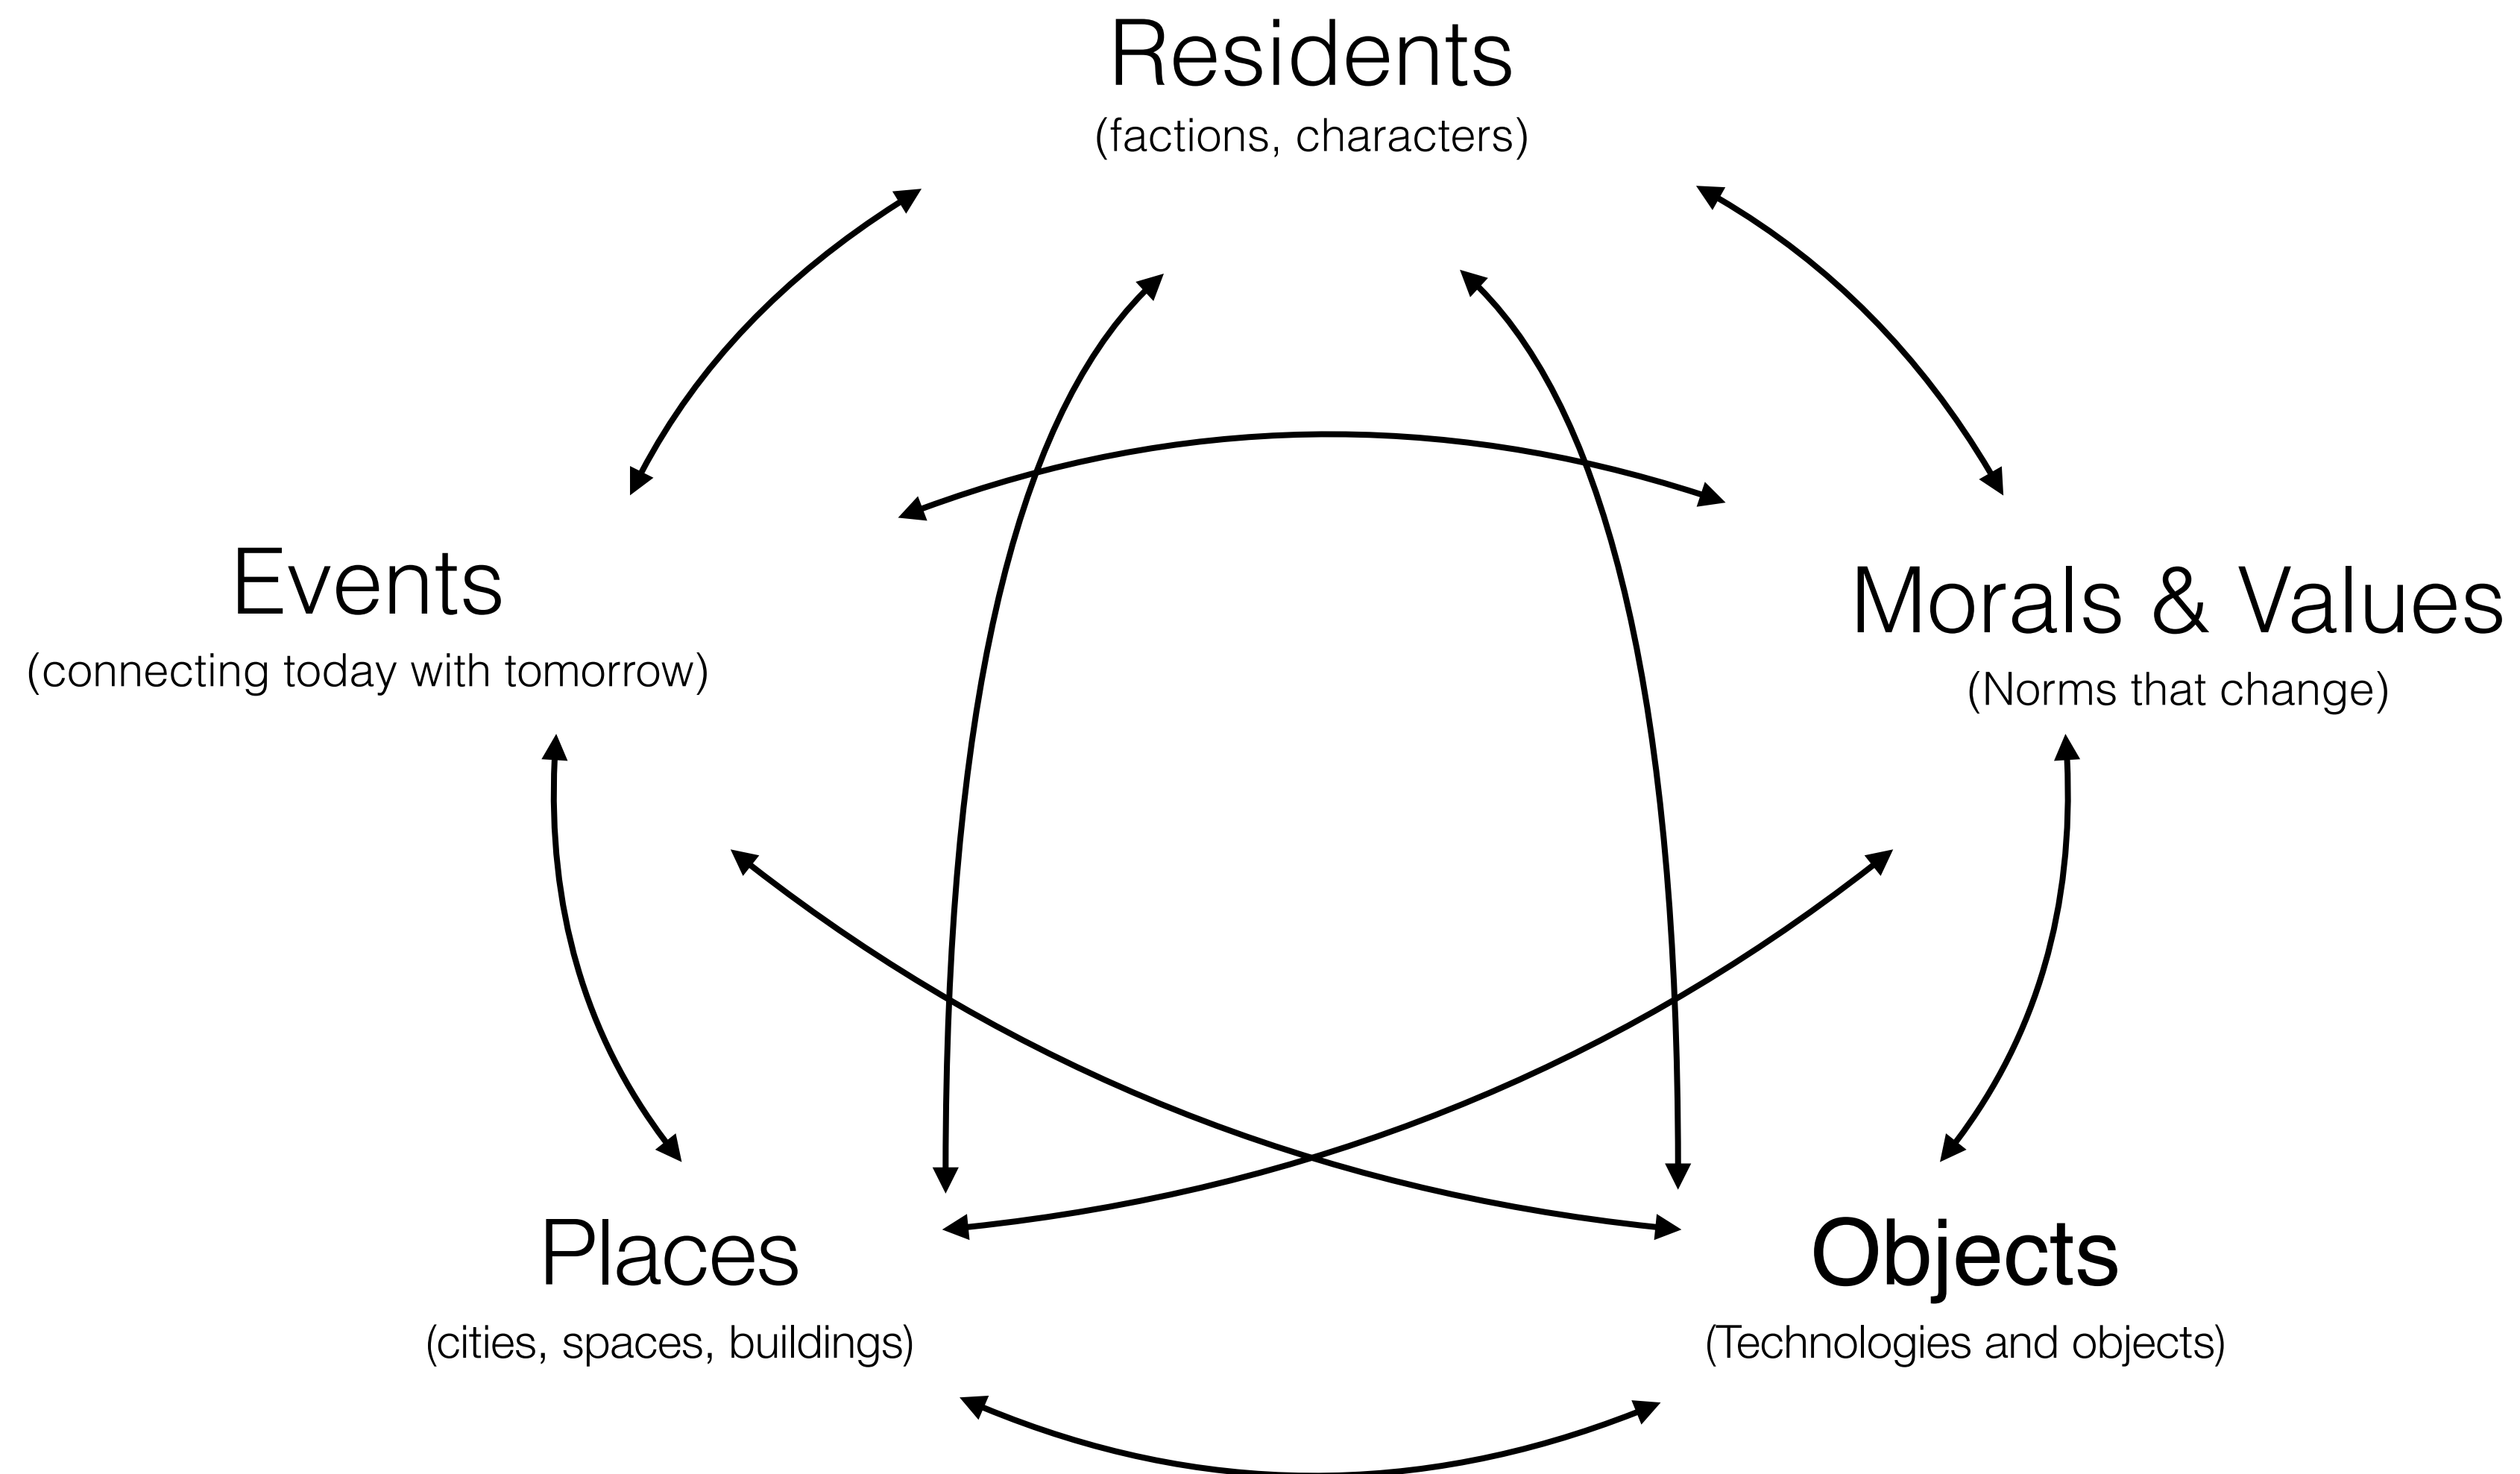 Residents
(factions, characters)
Events
(connecting today with tomorrow)
Morals & Values
(Norms that change)
Places
(cities, spaces, buildings)
Objects
(Technologies and objects)